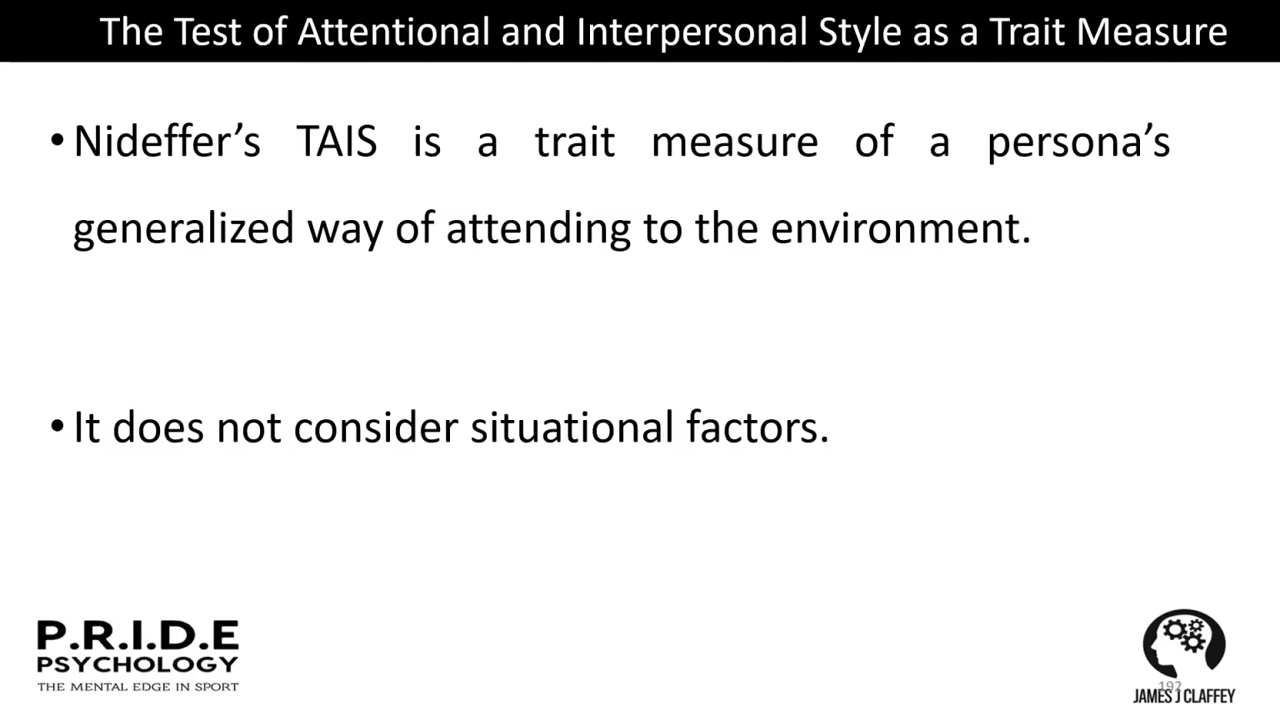 The Test of Attentional and Interpersonal Style as a Trait Measure
• Nideffer’s TAIS is a trait measure of a persona’s
generalized way of attending to the environment.
• It does not consider situational factors.
P.R.I.D.E
PSYCHOLOGY
THE MENTAL EDGE IN SPORT
192
JAMES J CLAFFEY